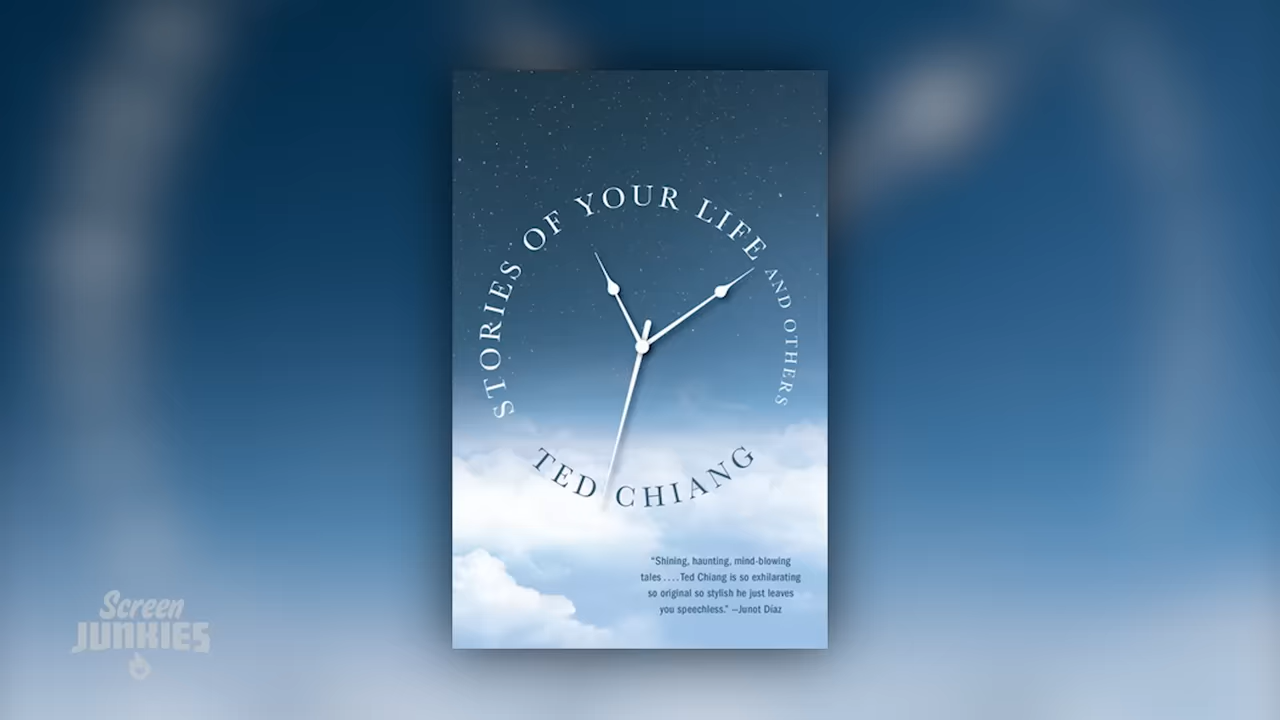 STORIES OF YOUR LIFE AND OTHERS
TED CHIANG
“Shining, haunting, mind-blowing
tales....Ted Chiang is so exhilarating
so original so stylish he just leaves
you speechless.” —Junot Díaz
Screen
JUNKIES